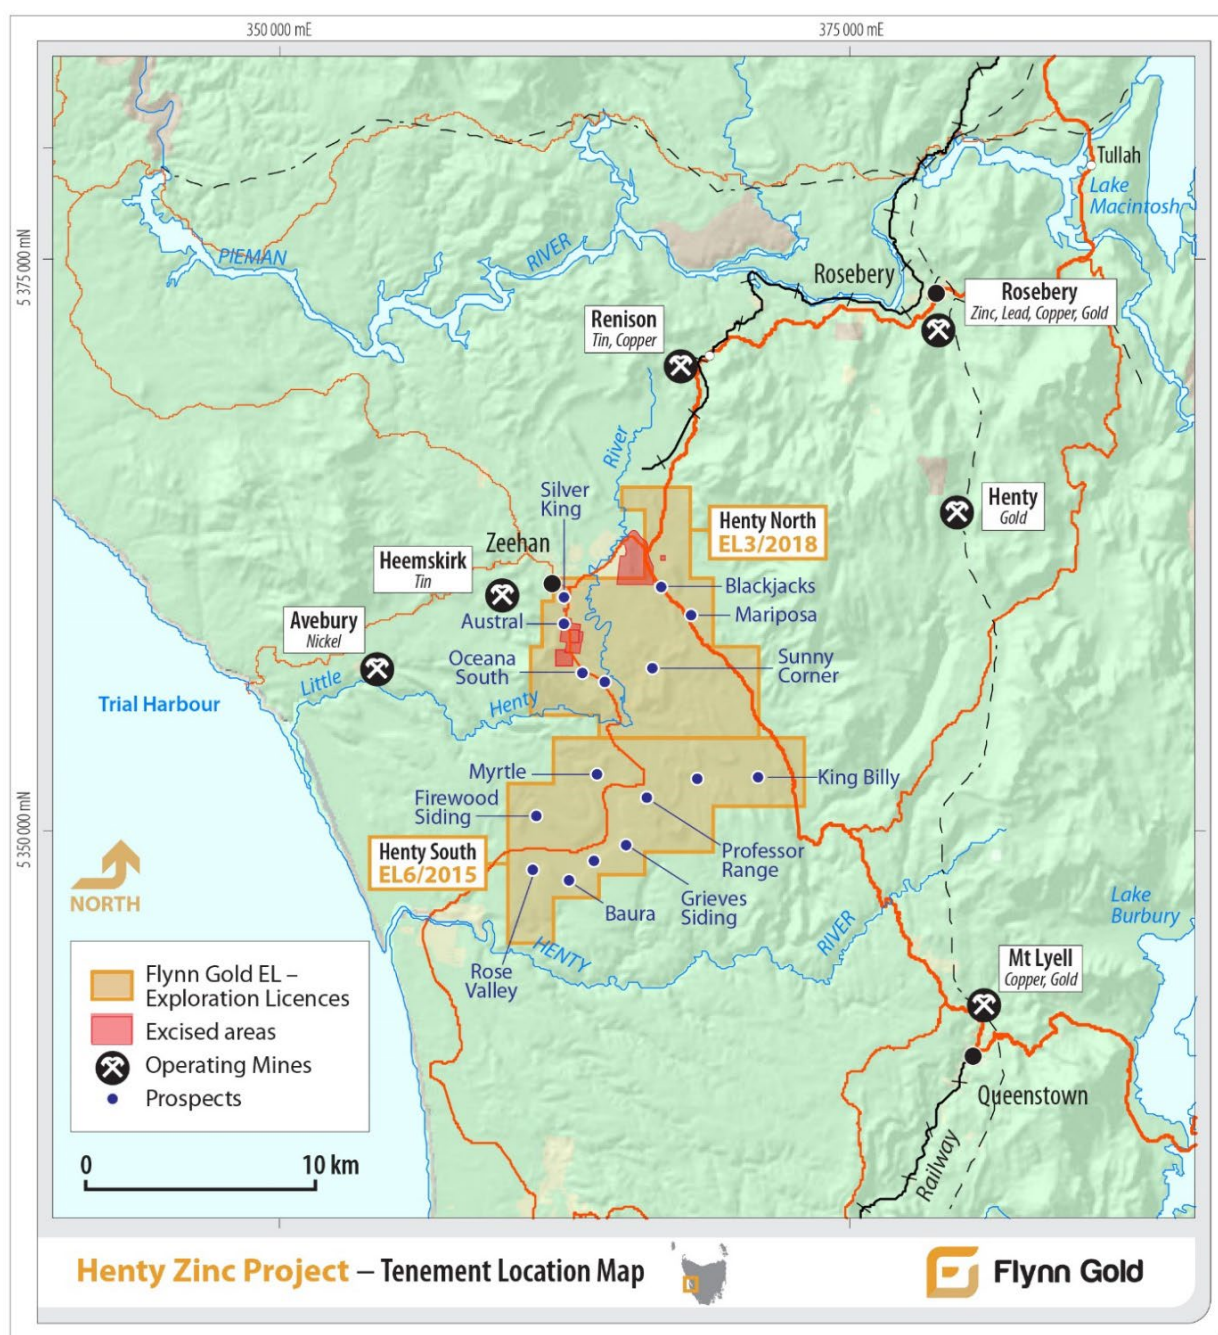 350 000 mE
375 000 mE
Tullah
Lake
Macintosh
5 375 000 mN
PIEMAN
RIVER
Rosebery
Rosebery
Zinc, Lead, Copper, Gold
Renison
Tin, Copper
River
Silver
King
Henty
Gold
Henty North
EL3/2018
Zeehan
Heemskirk
Tin
Blackjacks
Mariposa
Austral
Avebury
Nickel
Oceana
South
Sunny
Corner
Little
Henty
Trial Harbour
Myrtle
King Billy
Firewood
Siding
5 350 000 mN
Henty South
EL6/2015
Professor
Range
NORTH
Grieves
Siding
Baura
Lake
Burbury
RIVER
HENTY
Rose
Valley
Mt Lyell
Copper, Gold
Flynn Gold EL –
Exploration Licences
Excised areas
Operating Mines
Prospects
Queenstown
Railway
0 10 km
Henty Zinc Project – Tenement Location Map
Flynn Gold